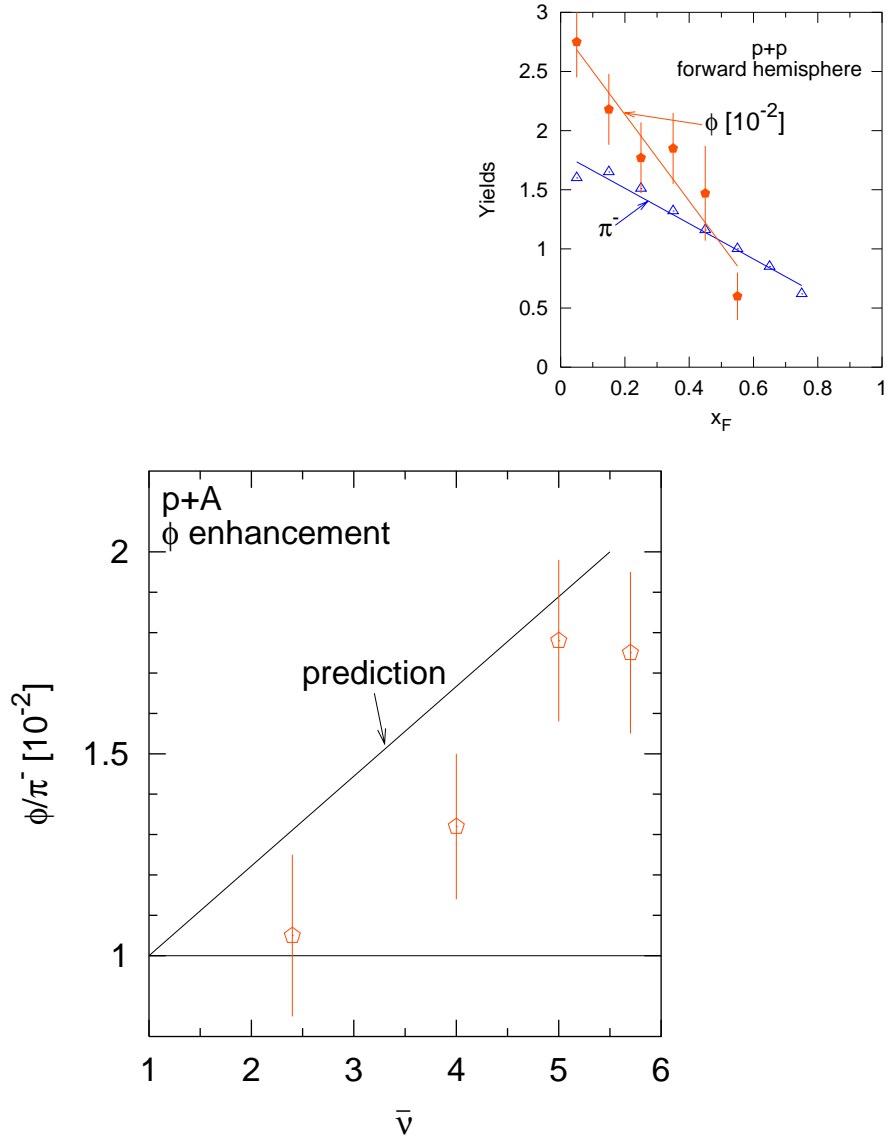 3
2.5
2
1.5
1
0.5
0
Yields
p+p
forward hemisphere
ϕ [10⁻²]
π⁻
0 0.2 0.4 0.6 0.8 1
x_F
p+A
ϕ enhancement
prediction
2
1.5
1
ϕ/π⁻ [10⁻²]
1 2 3 4 5 6
ν̄